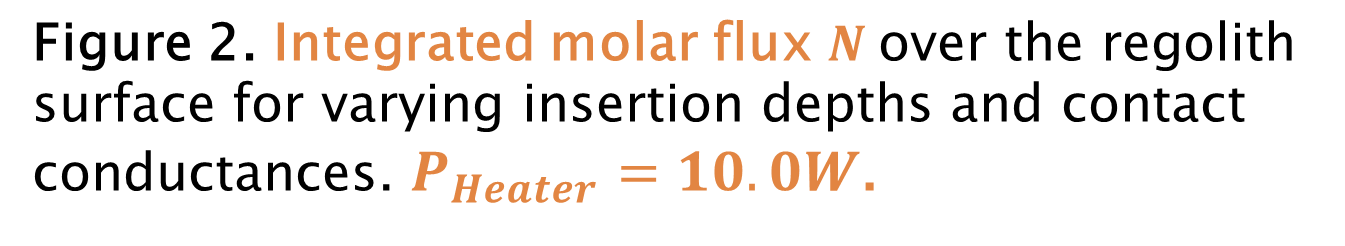 Figure 2. Integrated molar flux N over the regolith
surface for varying insertion depths and contact
conductances. P_Heater = 10.0W.